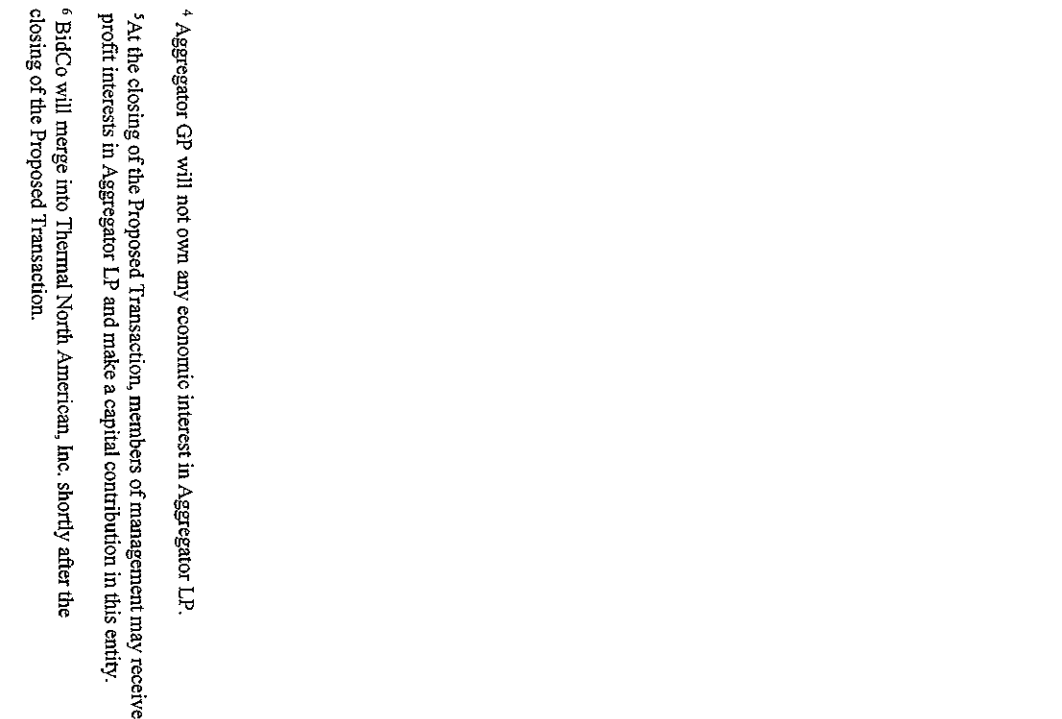 ⁴ Aggregator GP will not own any economic interest in Aggregator LP.
⁵At the closing of the Proposed Transaction, members of management may receive
profit interests in Aggregator LP and make a capital contribution in this entity.
⁶ BidCo will merge into Thermal North American, Inc. shortly after the
closing of the Proposed Transaction.